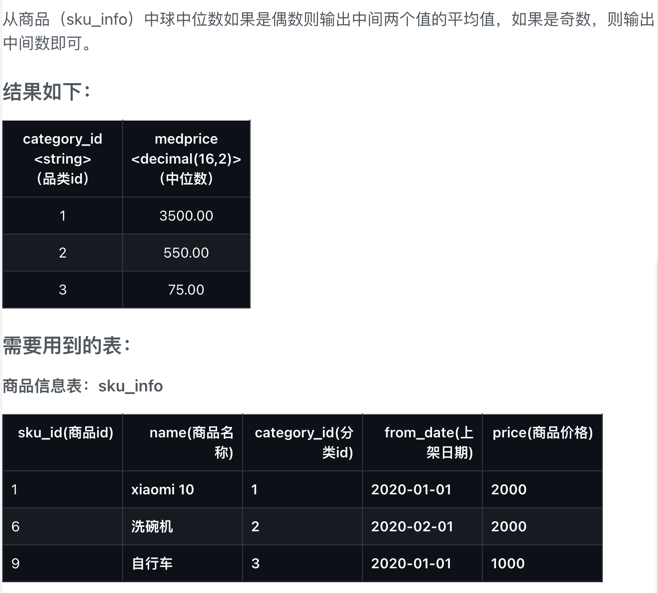 从商品（sku_info）中球中位数如果是偶数则输出中间两个值的平均值，如果是奇数，则输出
中间数即可。
结果如下：
category_id
<string>
（品类id）
medprice
<decimal(16,2)>
（中位数）
1 3500.00
2 550.00
3 75.00
需要用到的表：
商品信息表：sku_info
sku_id(商品id)
name(商品名
称)
category_id(分
类id)
from_date(上
架日期)
price(商品价格)
1 xiaomi 10 1 2020-01-01 2000
6 洗碗机 2 2020-02-01 2000
9 自行车 3 2020-01-01 1000